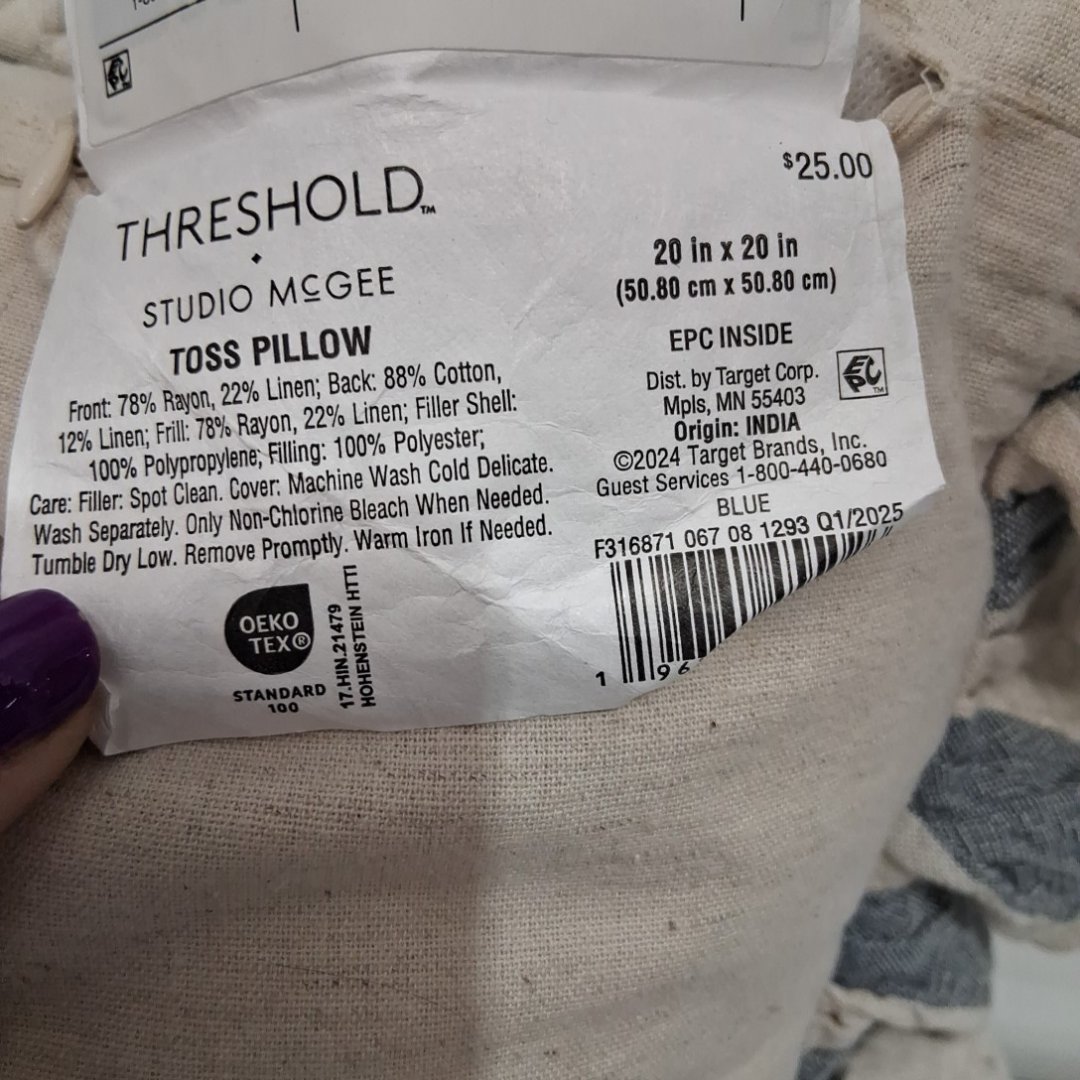 THRESHOLD™
STUDIO McGEE
TOSS PILLOW
Front: 78% Rayon, 22% Linen; Back: 88% Cotton,
12% Linen; Frill: 78% Rayon, 22% Linen; Filler Shell:
100% Polypropylene; Filling: 100% Polyester;
Care: Filler: Spot Clean. Cover: Machine Wash Cold Delicate.
Wash Separately. Only Non-Chlorine Bleach When Needed.
Tumble Dry Low. Remove Promptly. Warm Iron If Needed.
OEKO
TEX®
STANDARD
100
17.HIN.21479
HOHENSTEIN HTTI
$25.00
20 in x 20 in
(50.80 cm x 50.80 cm)
EPC INSIDE
Dist. by Target Corp.
Mpls, MN 55403
Origin: INDIA
©2024 Target Brands, Inc.
Guest Services 1-800-440-0680
EPC™
BLUE
F316871 067 08 1293 Q1/2025
1 96